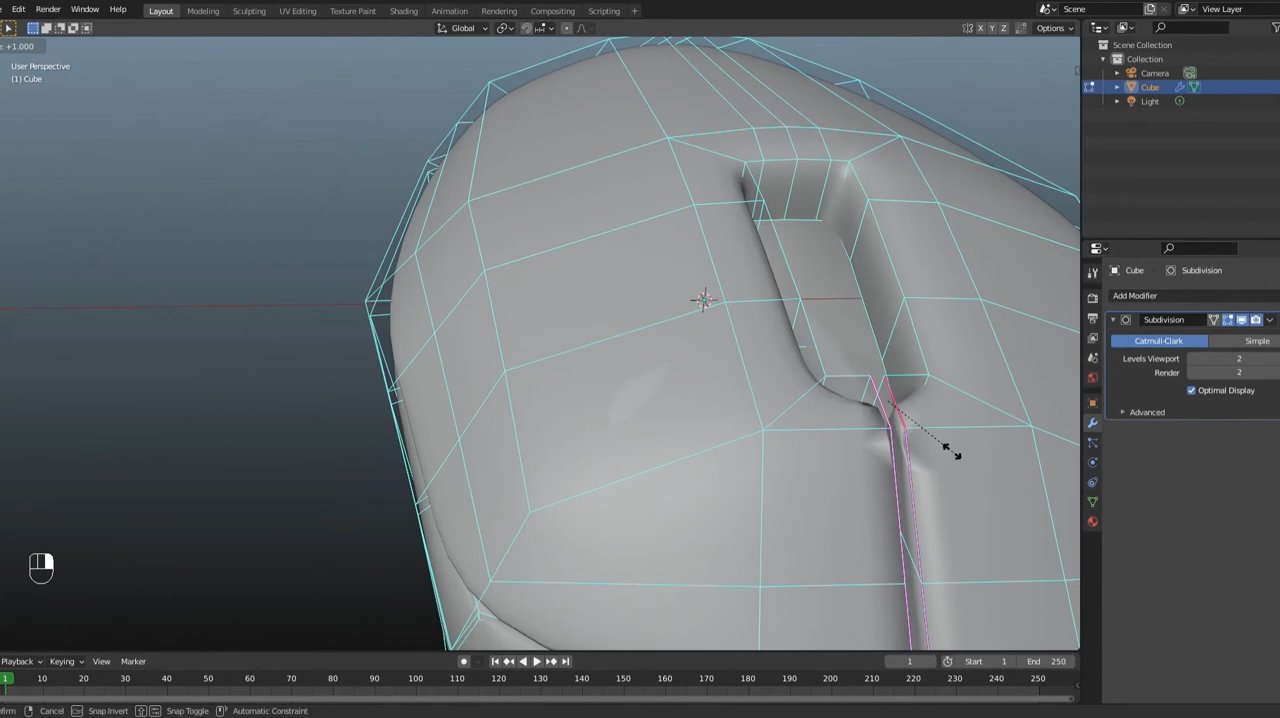 Edit Render Window Help Layout Modeling Sculpting UV Editing Texture Paint Shading Animation Rendering Compositing Scripting + Scene View Layer
Global X Y Z Options
+1.000
User Perspective
(1) Cube
Scene Collection
Collection
Camera
Cube
Light
Cube Subdivision
Add Modifier
Subdivision
Catmull-Clark Simple
Levels Viewport 2
Render 2
Optimal Display
Advanced
Playback Keying View Marker 1 Start 1 End 250
1 10 20 30 40 50 60 70 80 90 100 110 120 130 140 150 160 170 180 190 200 210 220 230 240 250
Cancel Snap Invert Snap Toggle Automatic Constraint